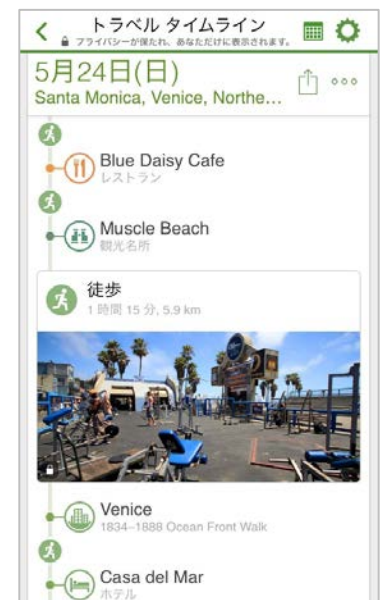 トラベル タイムライン
プライバシーが保たれ、あなただけに表示されます。
5月24日(日)
Santa Monica, Venice, Northe...
Blue Daisy Cafe
レストラン
Muscle Beach
観光名所
徒歩
1 時間 15 分, 5.9 km
Venice
1834–1888 Ocean Front Walk
Casa del Mar
ホテル